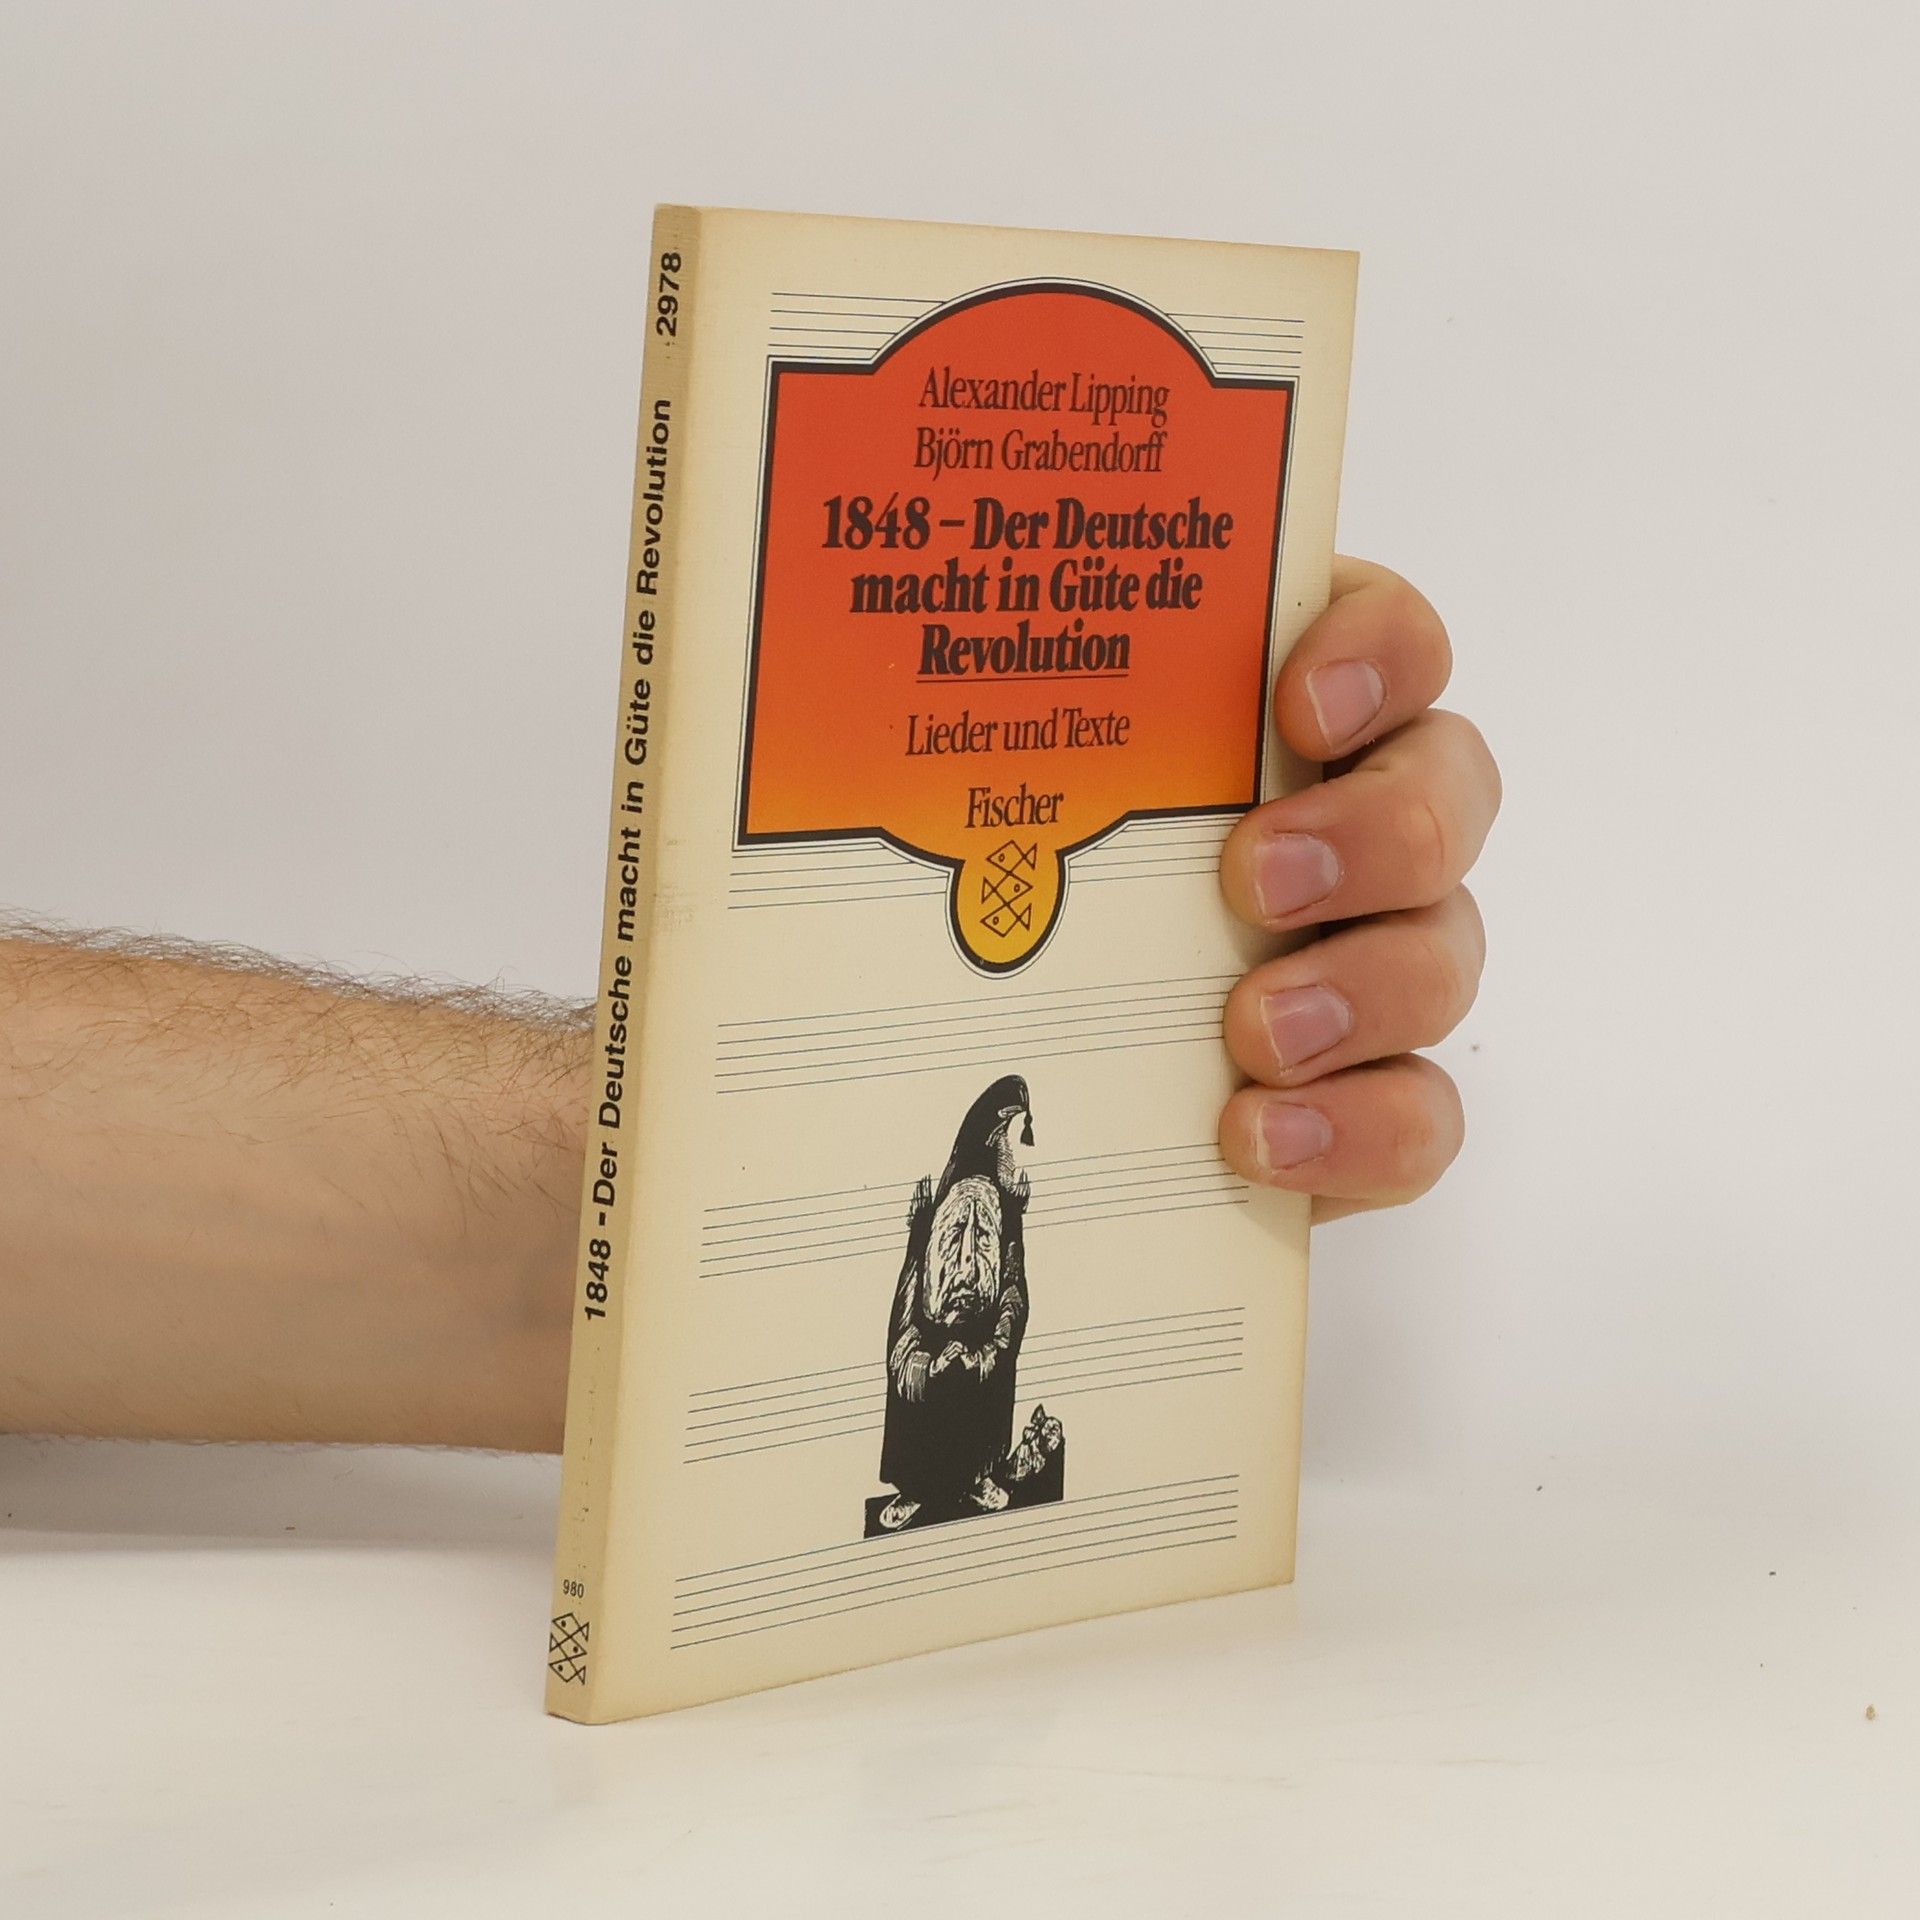 2978
1848 - Der Deutsche macht in Güte die Revolution
980
Alexander Lipping
Björn Grabendorff
1848 – Der Deutsche
macht in Güte die
Revolution
Lieder und Texte
Fischer